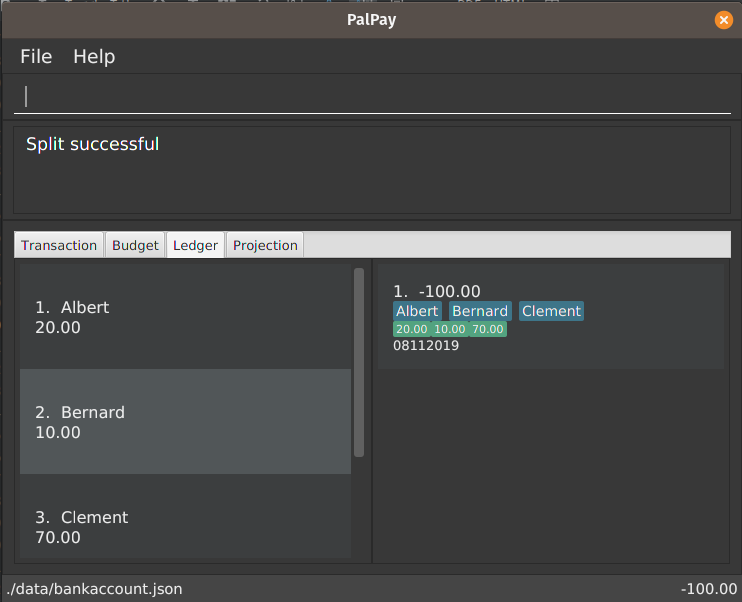 PalPay
File Help
Split successful
Transaction Budget Ledger Projection
1. Albert
20.00
2. Bernard
10.00
3. Clement
70.00
1. -100.00
Albert Bernard Clement
20.00 10.00 70.00
08112019
./data/bankaccount.json -100.00